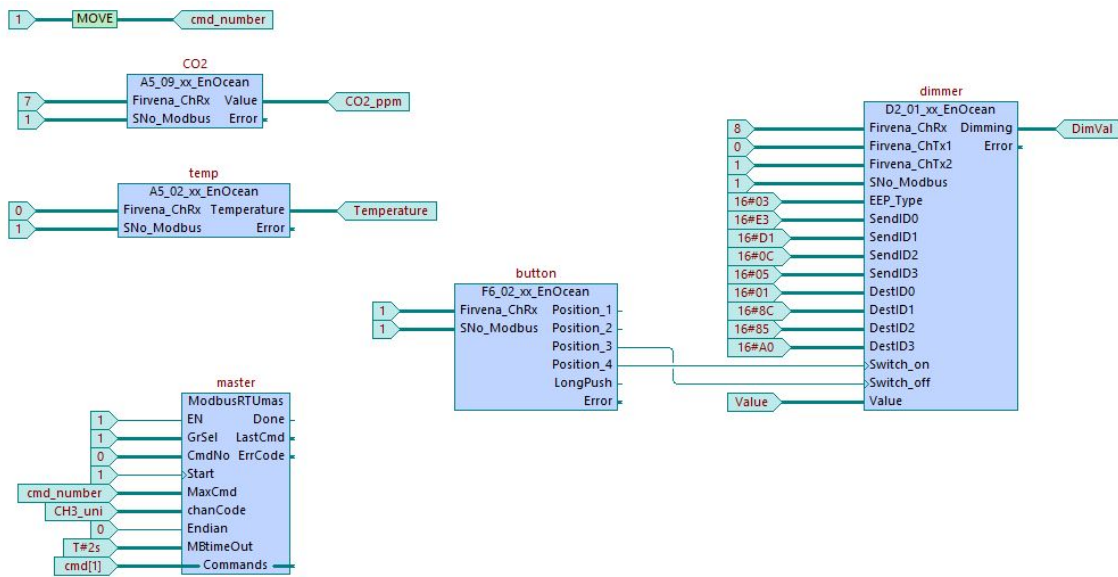 1 MOVE cmd_number
CO2
A5_09_xx_EnOcean
7 Firvena_ChRx Value CO2_ppm
1 SNo_Modbus Error
temp
A5_02_xx_EnOcean
0 Firvena_ChRx Temperature Temperature
1 SNo_Modbus Error
button
F6_02_xx_EnOcean
1 Firvena_ChRx Position_1
1 SNo_Modbus Position_2
Position_3
Position_4
LongPush
Error
dimmer
D2_01_xx_EnOcean
8 Firvena_ChRx Dimming DimVal
0 Firvena_ChTx1 Error
1 Firvena_ChTx2
1 SNo_Modbus
16#03 EEP_Type
16#E3 SendID0
16#D1 SendID1
16#0C SendID2
16#05 SendID3
16#01 DestID0
16#8C DestID1
16#85 DestID2
16#A0 DestID3
Switch_on
Switch_off
Value Value
master
ModbusRTUmas
1 EN Done
1 GrSel LastCmd
0 CmdNo ErrCode
1 Start
cmd_number MaxCmd
CH3_uni chanCode
0 Endian
T#2s MBtimeOut
cmd[1] Commands